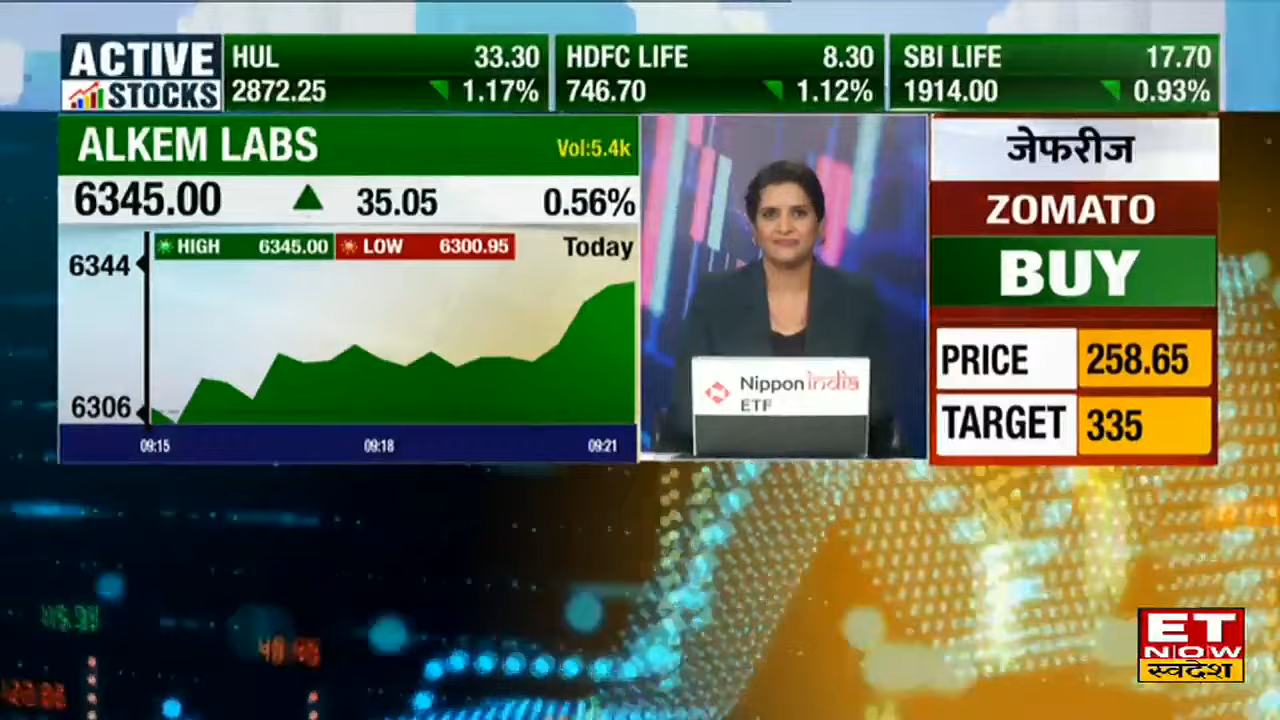 ACTIVE STOCKS
HUL 33.30
2872.25 1.17%
HDFC LIFE 8.30
746.70 1.12%
SBI LIFE 17.70
1914.00 0.93%
ALKEM LABS Vol:5.4k
6345.00 35.05 0.56%
HIGH 6345.00 LOW 6300.95 Today
6344
6306
09:15 09:18 09:21
Nippon india
ETF
जेफरीज
ZOMATO
BUY
PRICE 258.65
TARGET 335
ET
NOW
स्वदेश